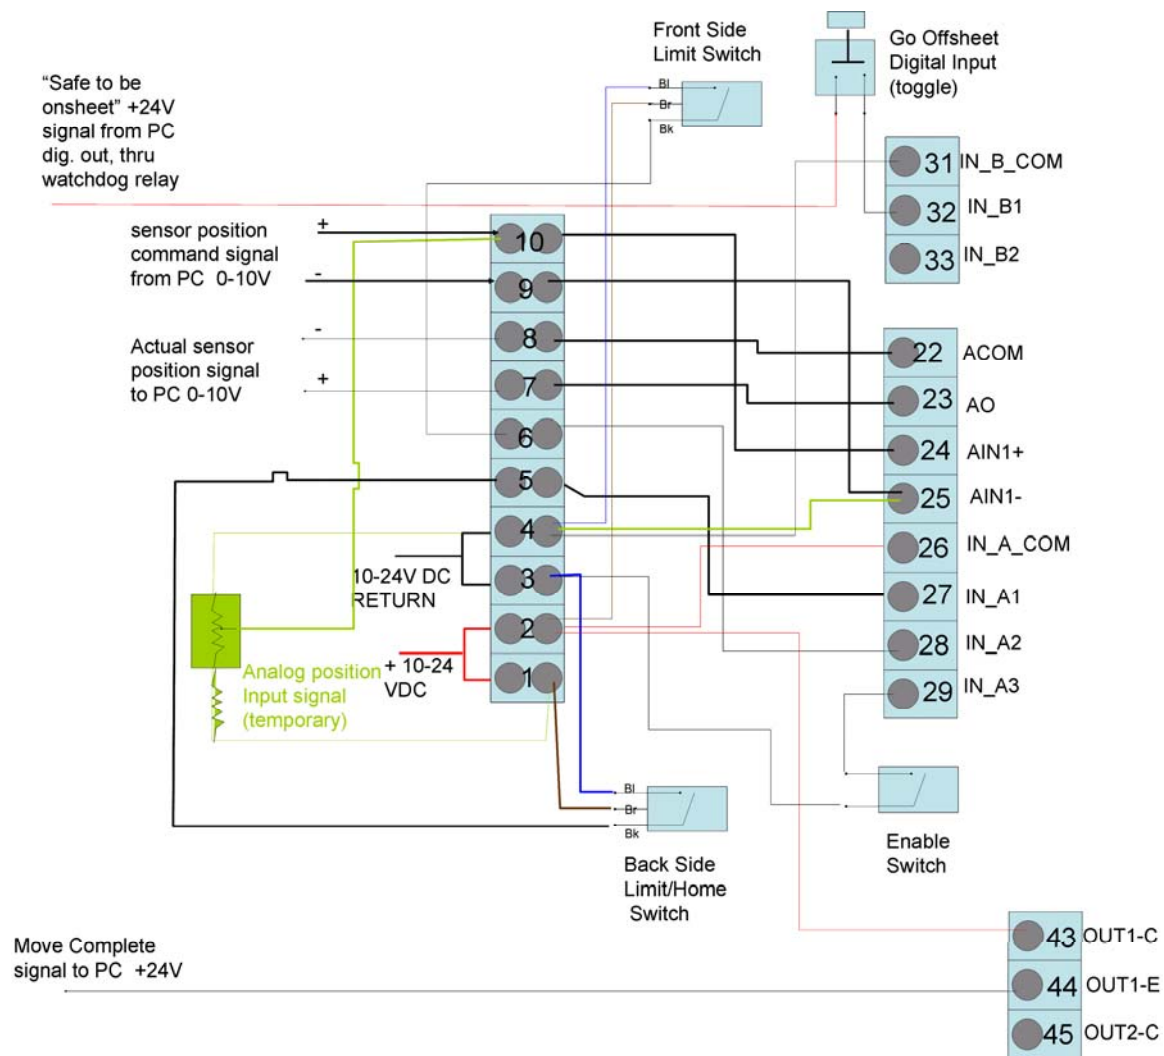 Front Side
Limit Switch
Go Offsheet
Digital Input
(toggle)
“Safe to be
onsheet” +24V
signal from PC
dig. out, thru
watchdog relay
Bl
Br
Bk
31 IN_B_COM
32 IN_B1
33 IN_B2
sensor position
command signal
from PC 0-10V
+
-
Actual sensor
position signal
to PC 0-10V
-
+
10
9
8
7
6
5
4
3
2
1
22 ACOM
23 AO
24 AIN1+
25 AIN1-
26 IN_A_COM
27 IN_A1
28 IN_A2
29 IN_A3
10-24V DC
RETURN
+ 10-24
VDC
Analog position
Input signal
(temporary)
Bl
Br
Bk
Back Side
Limit/Home
Switch
Enable
Switch
Move Complete
signal to PC +24V
43 OUT1-C
44 OUT1-E
45 OUT2-C